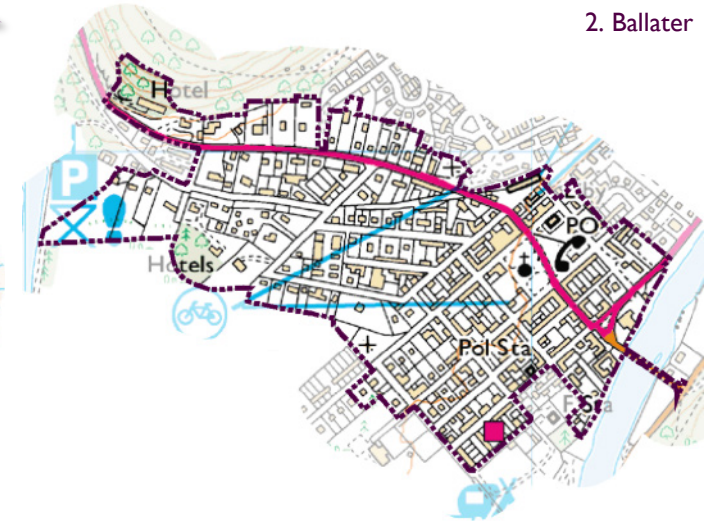 2. Ballater
Hotel
P
PO
Hotels
Pol Sta
F Sta